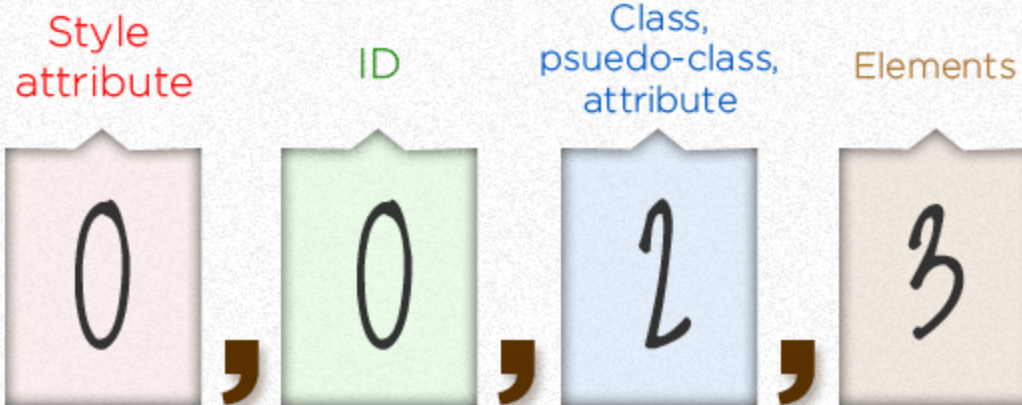 Style
attribute
ID
Class,
psuedo-class,
attribute
Elements
0 , 0 , 2 , 3